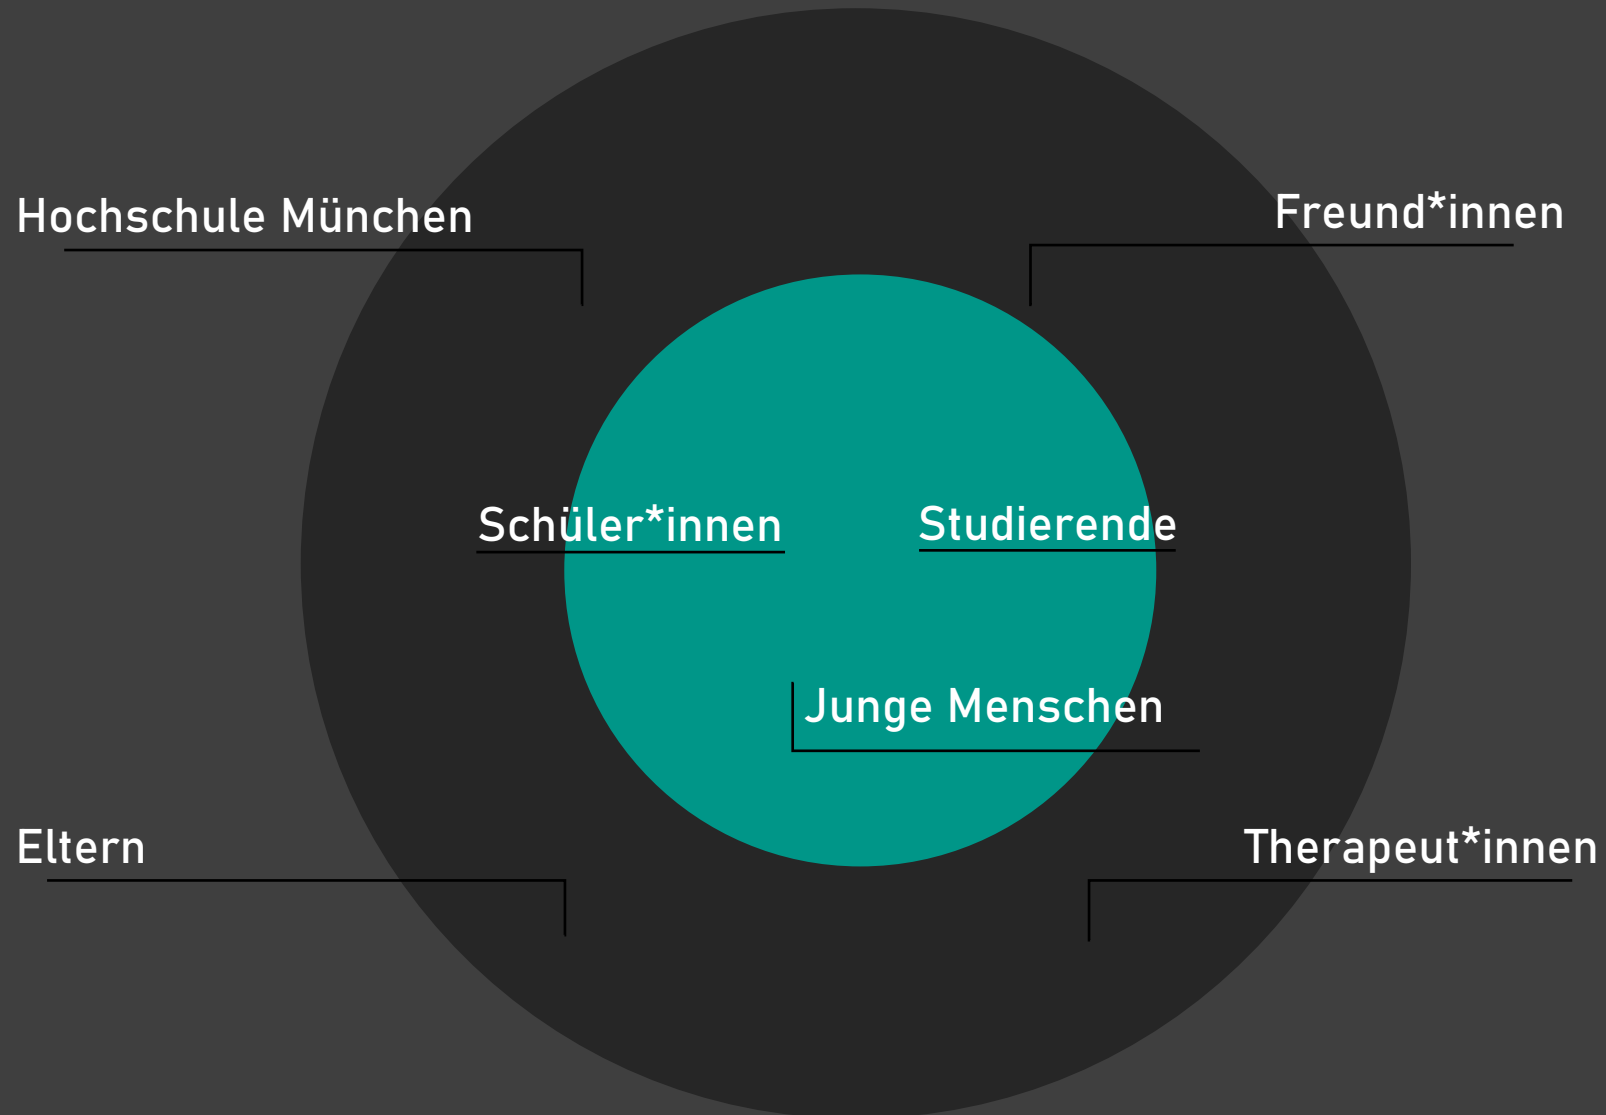 Hochschule München
Freund*innen
Schüler*innen
Studierende
Junge Menschen
Eltern
Therapeut*innen